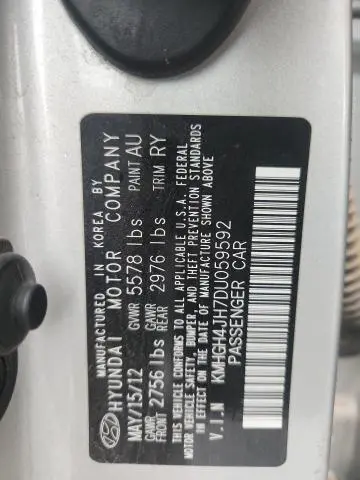 MANUFACTURED IN KOREA BY
HYUNDAI MOTOR COMPANY
MAY/15/12 GVWR 5578 lbs PAINT AU
GAWR FRONT 2756 lbs GAWR REAR 2976 lbs TRIM RY
THIS VEHICLE CONFORMS TO ALL APPLICABLE U.S.A. FEDERAL
MOTOR VEHICLE SAFETY, BUMPER, AND THEFT PREVENTION STANDARDS
IN EFFECT ON THE DATE OF MANUFACTURE SHOWN ABOVE.
V.I.N KMHGH4JH7DU059592
PASSENGER CAR